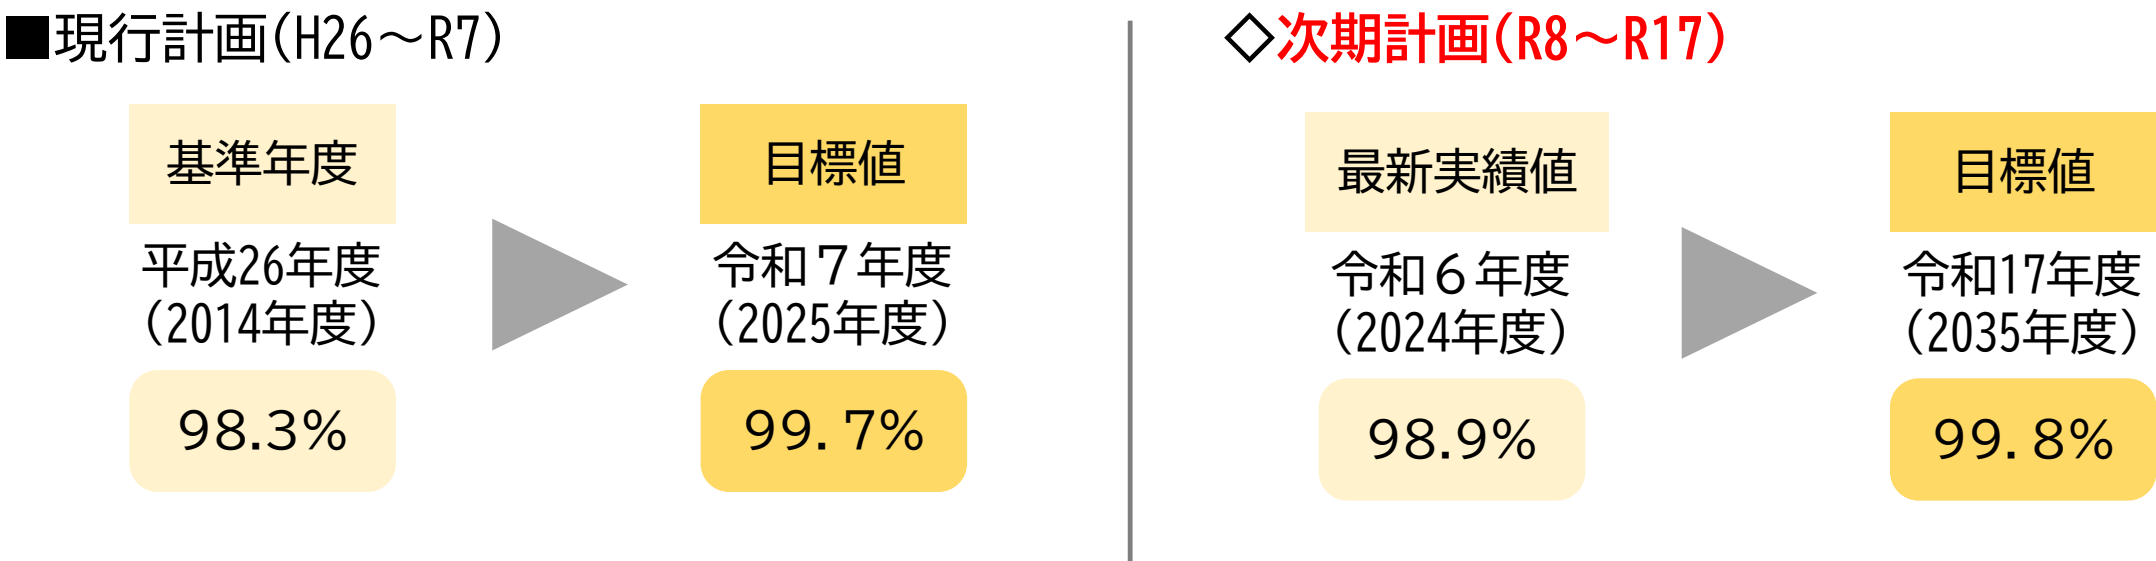 ■現行計画(H26～R7)
基準年度
平成26年度
(2014年度)
98.3%
目標値
令和７年度
(2025年度)
99.7%
◇次期計画(R8～R17)
最新実績値
令和６年度
(2024年度)
98.9%
目標値
令和17年度
(2035年度)
99.8%